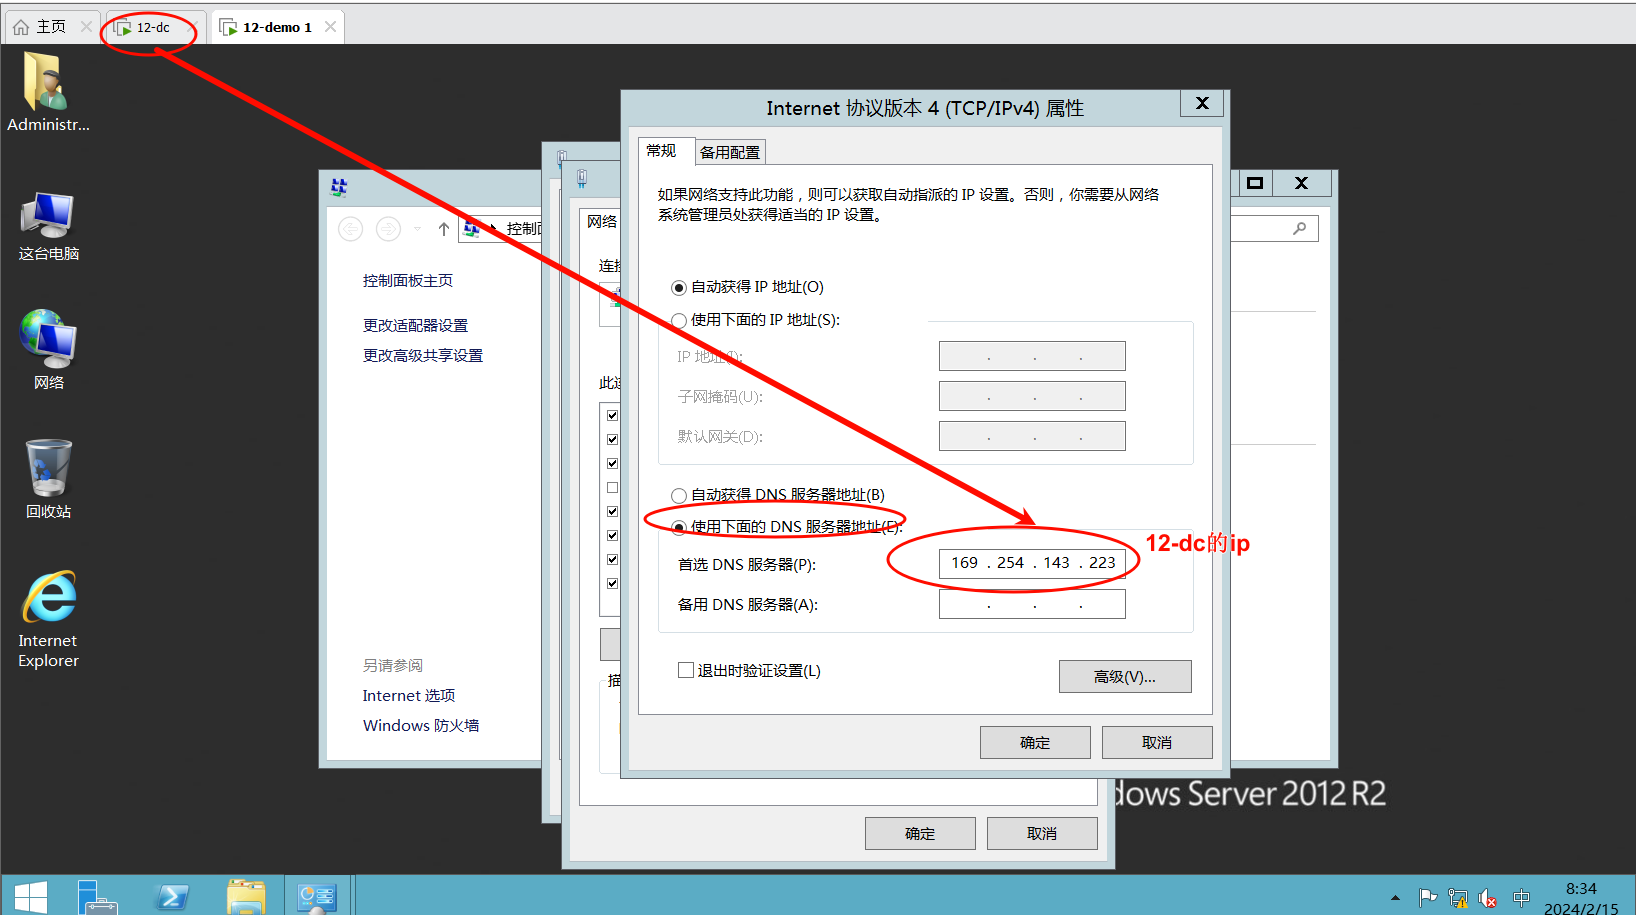 主页
12-dc
12-demo 1
Administr...
这台电脑
网络
回收站
Internet
Explorer
控制面
控制面板主页
更改适配器设置
更改高级共享设置
另请参阅
Internet 选项
Windows 防火墙
网络
连接
此连
描
确定
取消
Internet 协议版本 4 (TCP/IPv4) 属性
常规
备用配置
如果网络支持此功能，则可以获取自动指派的 IP 设置。否则，你需要从网络
系统管理员处获得适当的 IP 设置。
自动获得 IP 地址(O)
使用下面的 IP 地址(S):
IP 地址(I):
子网掩码(U):
默认网关(D):
自动获得 DNS 服务器地址(B)
使用下面的 DNS 服务器地址(E):
首选 DNS 服务器(P):
169 . 254 . 143 . 223
12-dc的ip
备用 DNS 服务器(A):
退出时验证设置(L)
高级(V)...
确定
取消
dows Server 2012 R2
中
8:34
2024/2/15